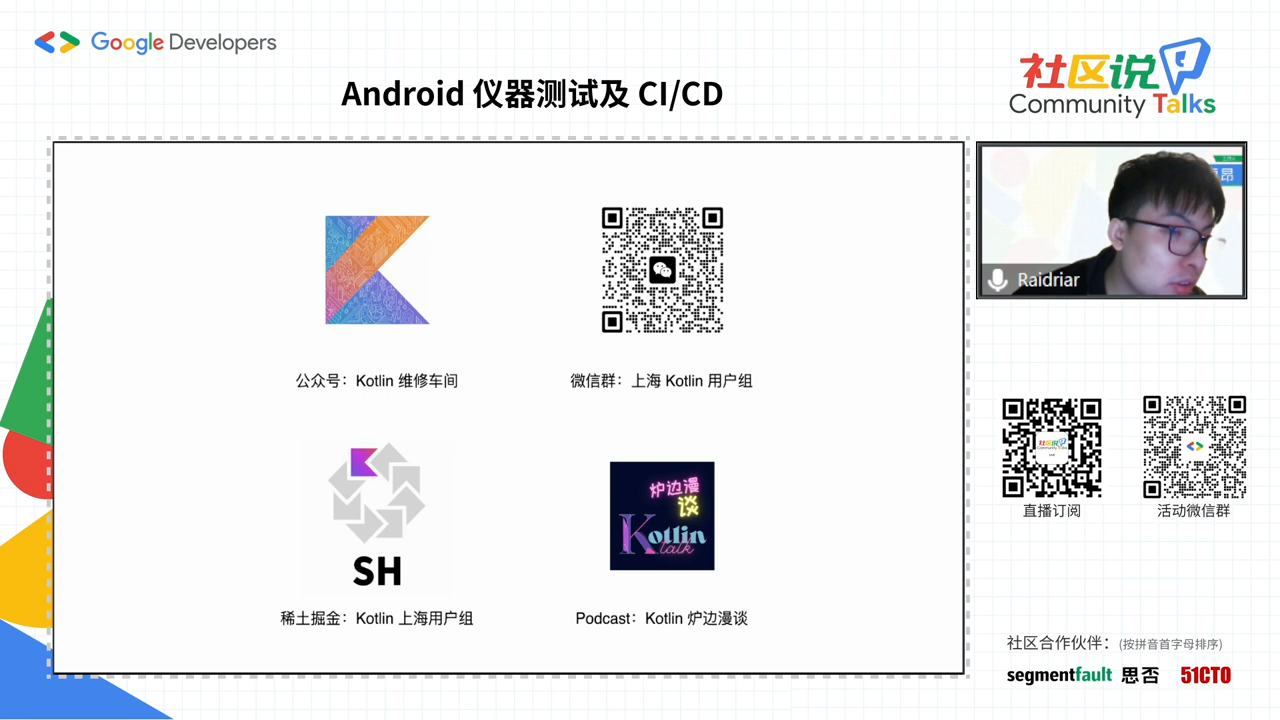 Google Developers
Android 仪器测试及 CI/CD
社区说
Community Talks
昂
Raidriar
公众号：Kotlin 维修车间
微信群：上海 Kotlin 用户组
SH
稀土掘金：Kotlin 上海用户组
炉边漫
谈
Kotlin
talk
Podcast：Kotlin 炉边漫谈
直播订阅
活动微信群
社区合作伙伴：(按拼音首字母排序)
segmentfault 思否 51CTO